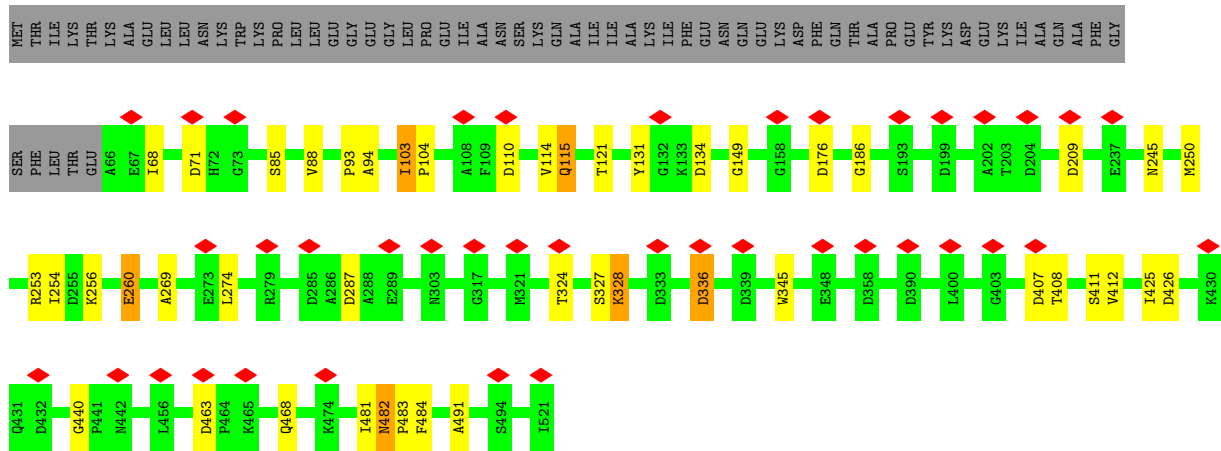 MET THR ILE LYS THR LYS ALA GLU LEU LEU ASN LYS TRP LYS PRO LEU LEU GLU GLY GLU GLY LEU PRO GLU ILE ALA ASN SER LYS GLN ALA ILE ILE ALA LYS ILE PHE GLU ASN GLN GLU LYS ASP PHE GLN THR ALA PRO GLU TYR LYS ASP GLU LYS ILE ALA GLN ALA PHE GLY
SER PHE LEU THR GLU A66 E67 I68 D71 H72 G73 S85 V88 P93 A94 I103 P104 A108 F109 D110 V114 Q115 T121 Y131 G132 K133 D134 G149 G158 D176 G186 S193 D199 A202 T203 D204 D209 E237 N245 M250
R253 I254 D255 K256 E260 A269 E273 L274 R279 D285 A286 D287 A288 E289 N303 G317 M321 T324 S327 K328 D333 D336 D339 W345 E348 D358 D390 L400 G403 D407 T408 S411 V412 I425 D426 K430
Q431 D432 G440 P441 N442 L456 D463 P464 K465 Q468 K474 I481 N482 P483 F484 A491 S494 I521